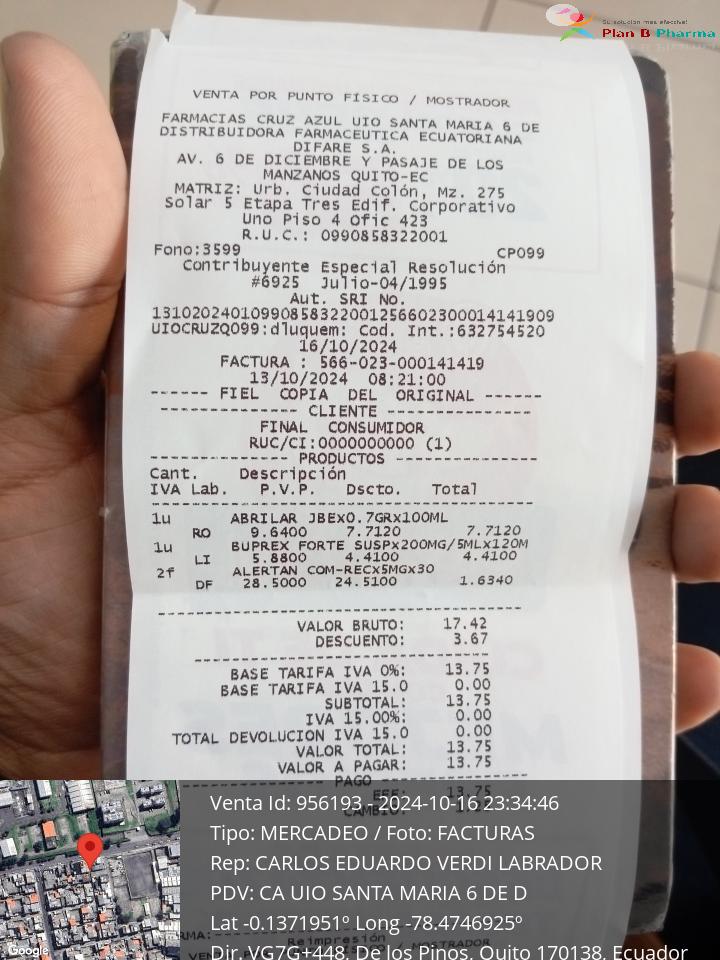 Su solución más efectiva!
Plan B Pharma
VENTA POR PUNTO FÍSICO / MOSTRADOR
FARMACIAS CRUZ AZUL UIO SANTA MARIA 6 DE
DISTRIBUIDORA FARMACEUTICA ECUATORIANA
DIFARE S.A.
AV. 6 DE DICIEMBRE Y PASAJE DE LOS
MANZANOS QUITO-EC
MATRIZ: Urb. Ciudad Colón, Mz. 275
Solar 5 Etapa Tres Edif. Corporativo
Uno Piso 4 Ofic 423
R.U.C.: 0990858322001
Fono:3599 CP099
Contribuyente Especial Resolución
#6925 Julio-04/1995
Aut. SRI No.
1310202401099085832200125660230001414​1909
UIOCRUZQ099:dluquem: Cod. Int.:632754520
16/10/2024
FACTURA : 566-023-000141419
13/10/2024 08:21:00
------ FIEL COPIA DEL ORIGINAL ------
-------------- CLIENTE --------------
FINAL CONSUMIDOR
RUC/CI:0000000000 (1)
-------------- PRODUCTOS --------------
Cant. Descripción
IVA Lab. P.V.P. Dscto. Total
1u ABRILAR JBEx0.7GRx100ML
RO 9.6400 7.7120 7.7120
1u BUPREX FORTE SUSPx200MG/5MLx120M
LI 5.8800 4.4100 4.4100
2f ALERTAN COM-RECx5MGx30
DF 28.5000 24.5100 1.6340
VALOR BRUTO: 17.42
DESCUENTO: 3.67
BASE TARIFA IVA 0%: 13.75
BASE TARIFA IVA 15.0 0.00
SUBTOTAL: 13.75
IVA 15.00%: 0.00
TOTAL DEVOLUCION IVA 15.0 0.00
VALOR TOTAL: 13.75
VALOR A PAGAR: 13.75
PAGO
EFE: 13.75
CAMBIO:
Venta Id: 956193 - 2024-10-16 23:34:46
Tipo: MERCADEO / Foto: FACTURAS
Rep: CARLOS EDUARDO VERDI LABRADOR
PDV: CA UIO SANTA MARIA 6 DE D
Lat -0.1371951º Long -78.4746925º
Reimpresión
Dir. VG7G+448, De los Pinos, Quito 170138, Ecuador
Google